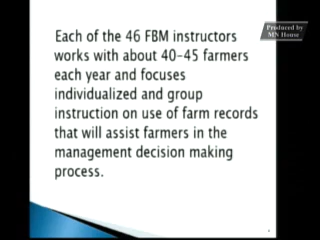 Each of the 46 FBM instructors
works with about 40-45 farmers
each year and focuses
individualized and group
instruction on use of farm records
that will assist farmers in the
management decision making
process.
Produced by
MN House